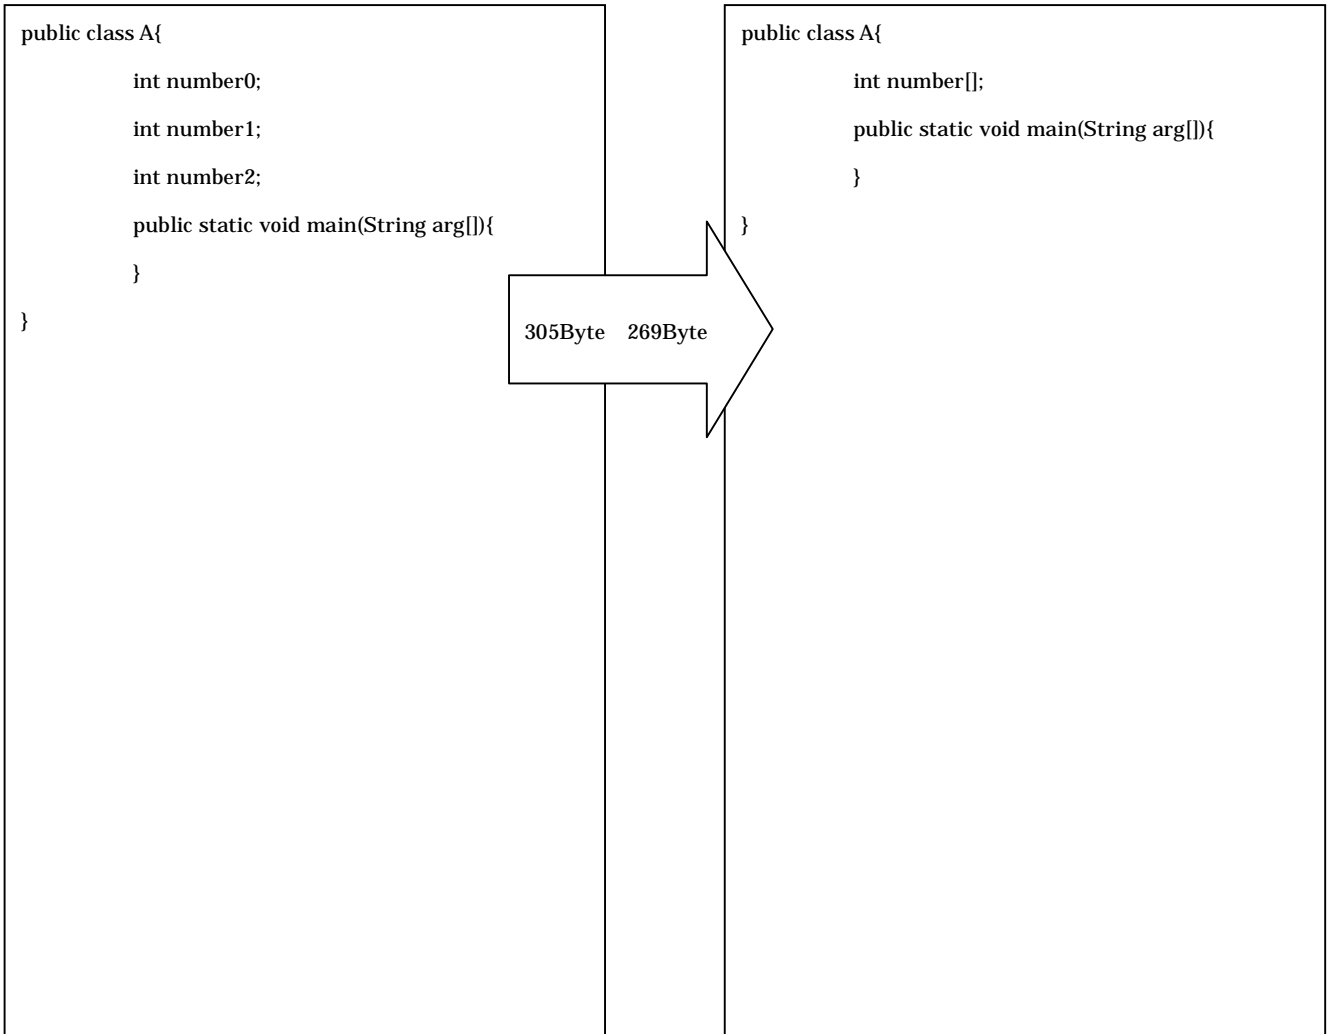 public class A{
int number0;
int number1;
int number2;
public static void main(String arg[]){
}
}
305Byte 269Byte
public class A{
int number[];
public static void main(String arg[]){
}
}